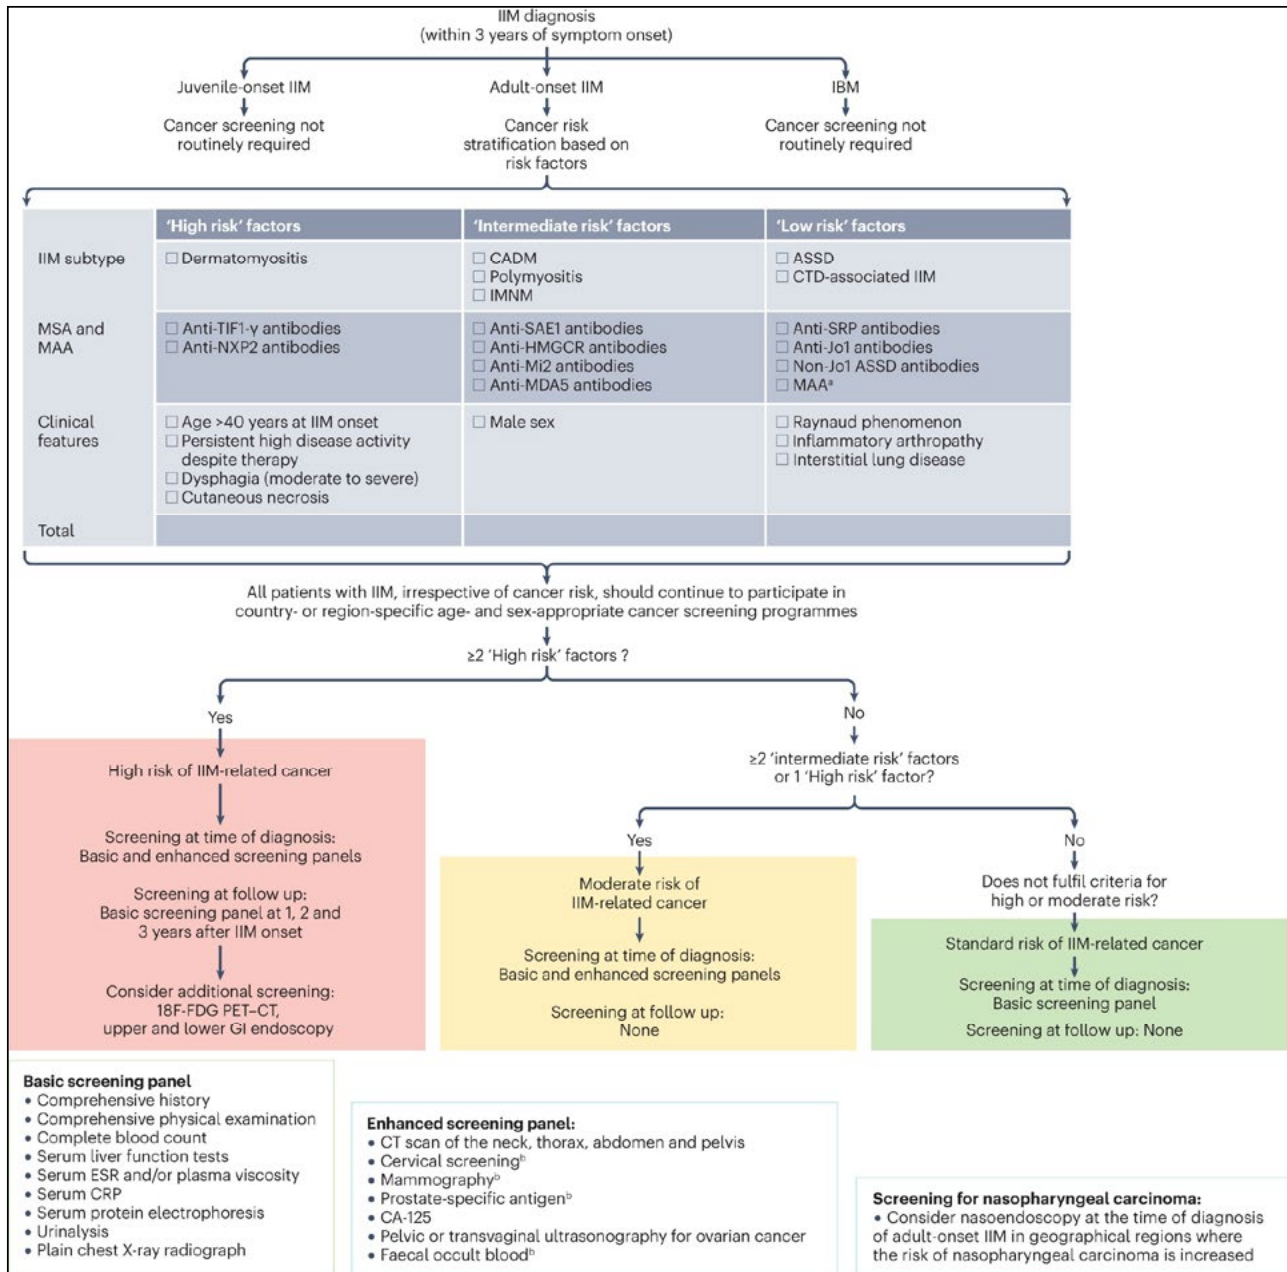 IIM diagnosis
(within 3 years of symptom onset)
Juvenile-onset IIM
Adult-onset IIM
IBM
Cancer screening not
routinely required
Cancer risk
stratification based on
risk factors
Cancer screening not
routinely required
'High risk' factors
'Intermediate risk' factors
'Low risk' factors
IIM subtype
☐ Dermatomyositis
☐ CADM
☐ Polymyositis
☐ IMNM
☐ ASSD
☐ CTD-associated IIM
MSA and
MAA
☐ Anti-TIF1-γ antibodies
☐ Anti-NXP2 antibodies
☐ Anti-SAE1 antibodies
☐ Anti-HMGCR antibodies
☐ Anti-Mi2 antibodies
☐ Anti-MDA5 antibodies
☐ Anti-SRP antibodies
☐ Anti-Jo1 antibodies
☐ Non-Jo1 ASSD antibodies
☐ MAAᵃ
Clinical
features
☐ Age >40 years at IIM onset
☐ Persistent high disease activity
despite therapy
☐ Dysphagia (moderate to severe)
☐ Cutaneous necrosis
☐ Male sex
☐ Raynaud phenomenon
☐ Inflammatory arthropathy
☐ Interstitial lung disease
Total
All patients with IIM, irrespective of cancer risk, should continue to participate in
country- or region-specific age- and sex-appropriate cancer screening programmes
≥2 'High risk' factors ?
Yes
No
High risk of IIM-related cancer
Screening at time of diagnosis:
Basic and enhanced screening panels
Screening at follow up:
Basic screening panel at 1, 2 and
3 years after IIM onset
Consider additional screening:
18F-FDG PET–CT,
upper and lower GI endoscopy
≥2 'intermediate risk' factors
or 1 'High risk' factor?
Yes
No
Moderate risk of
IIM-related cancer
Screening at time of diagnosis:
Basic and enhanced screening panels
Screening at follow up:
None
Does not fulfil criteria for
high or moderate risk?
Standard risk of IIM-related cancer
Screening at time of diagnosis:
Basic screening panel
Screening at follow up: None
Basic screening panel
• Comprehensive history
• Comprehensive physical examination
• Complete blood count
• Serum liver function tests
• Serum ESR and/or plasma viscosity
• Serum CRP
• Serum protein electrophoresis
• Urinalysis
• Plain chest X-ray radiograph
Enhanced screening panel:
• CT scan of the neck, thorax, abdomen and pelvis
• Cervical screeningᵇ
• Mammographyᵇ
• Prostate-specific antigenᵇ
• CA-125
• Pelvic or transvaginal ultrasonography for ovarian cancer
• Faecal occult bloodᵇ
Screening for nasopharyngeal carcinoma:
• Consider nasoendoscopy at the time of diagnosis
of adult-onset IIM in geographical regions where
the risk of nasopharyngeal carcinoma is increased